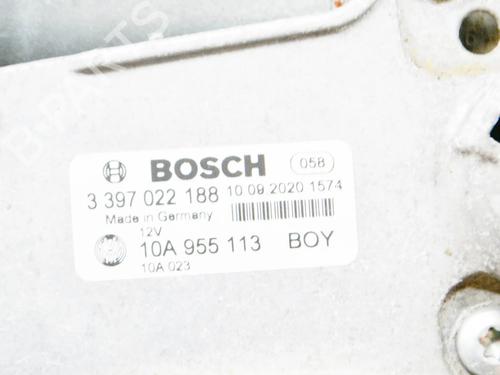 B-PARTS
BOSCH 058
3 397 022 188 10.09.2020 1574
Made in Germany
12V
10A 955 113 BOY
10A 023